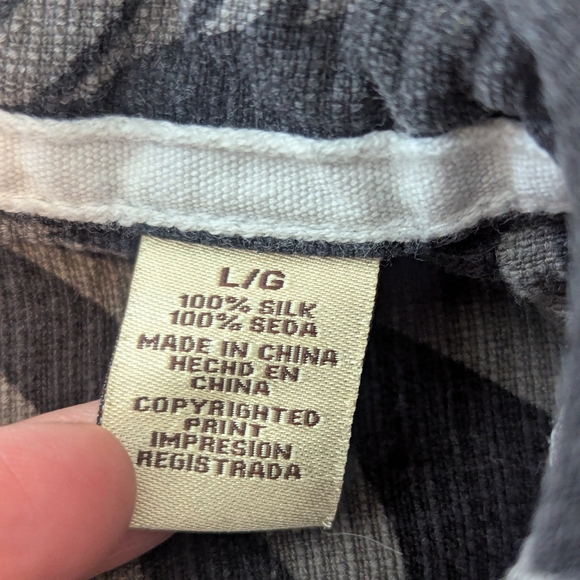 L/G
100% SILK
100% SEDA
MADE IN CHINA
HECHO EN
CHINA
COPYRIGHTED
PRINT
IMPRESION
REGISTRADA